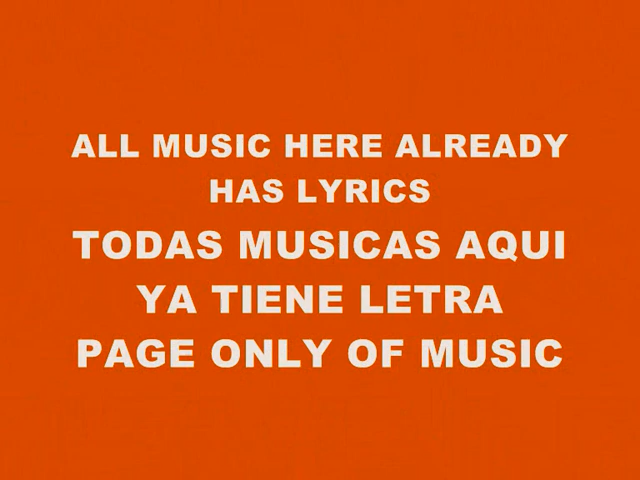 ALL MUSIC HERE ALREADY
HAS LYRICS
TODAS MUSICAS AQUI
YA TIENE LETRA
PAGE ONLY OF MUSIC